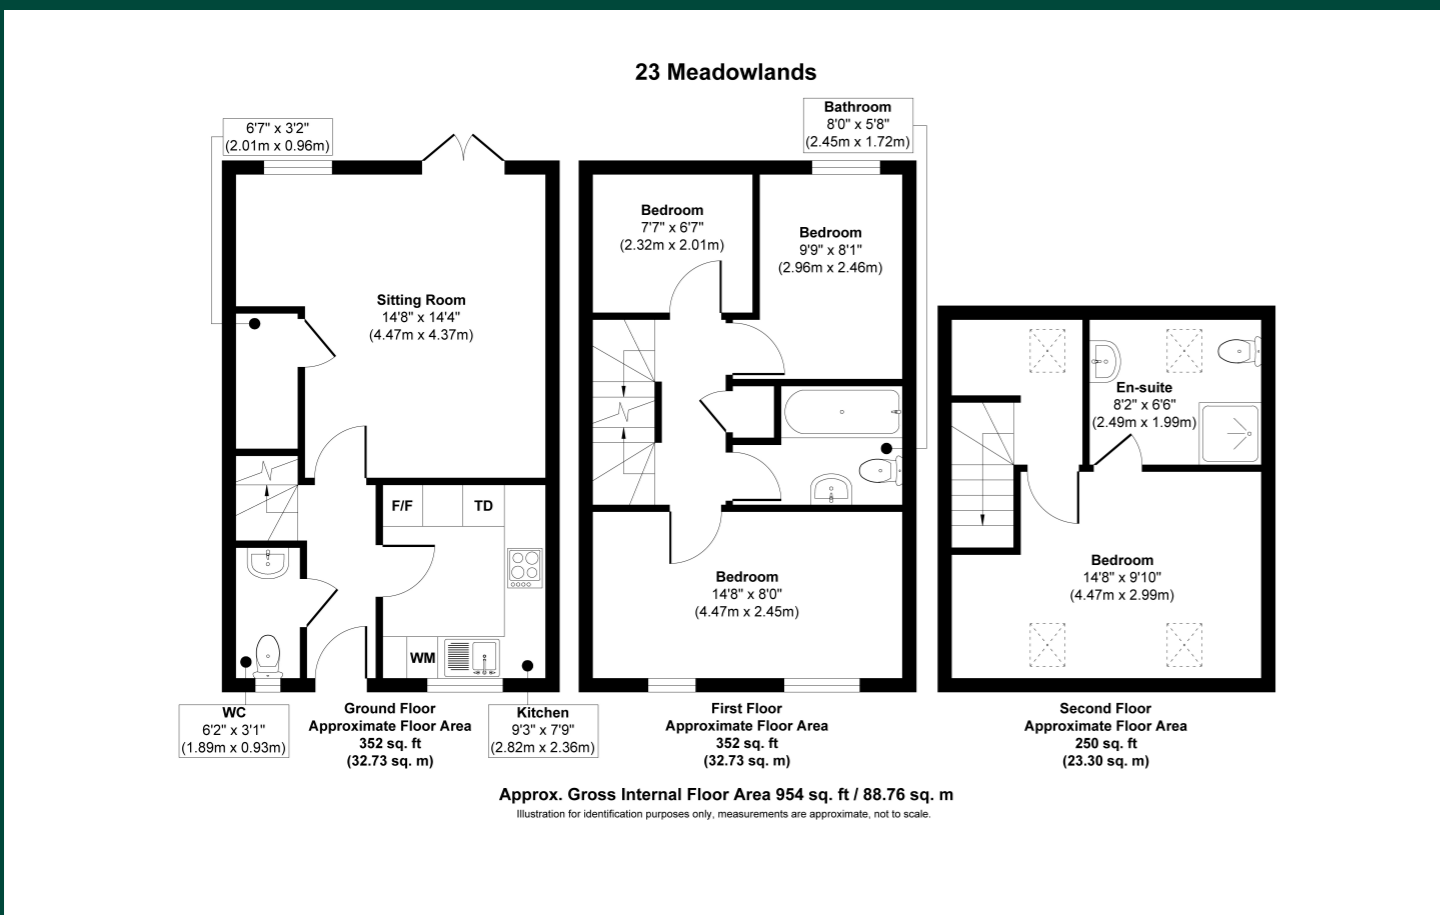 23 Meadowlands
6'7" x 3'2"
(2.01m x 0.96m)
Bathroom
8'0" x 5'8"
(2.45m x 1.72m)
Sitting Room
14'8" x 14'4"
(4.47m x 4.37m)
Bedroom
7'7" x 6'7"
(2.32m x 2.01m)
Bedroom
9'9" x 8'1"
(2.96m x 2.46m)
En-suite
8'2" x 6'6"
(2.49m x 1.99m)
F/F
TD
WM
Bedroom
14'8" x 8'0"
(4.47m x 2.45m)
Bedroom
14'8" x 9'10"
(4.47m x 2.99m)
WC
6'2" x 3'1"
(1.89m x 0.93m)
Ground Floor
Approximate Floor Area
352 sq. ft
(32.73 sq. m)
Kitchen
9'3" x 7'9"
(2.82m x 2.36m)
First Floor
Approximate Floor Area
352 sq. ft
(32.73 sq. m)
Second Floor
Approximate Floor Area
250 sq. ft
(23.30 sq. m)
Approx. Gross Internal Floor Area 954 sq. ft / 88.76 sq. m
Illustration for identification purposes only, measurements are approximate, not to scale.